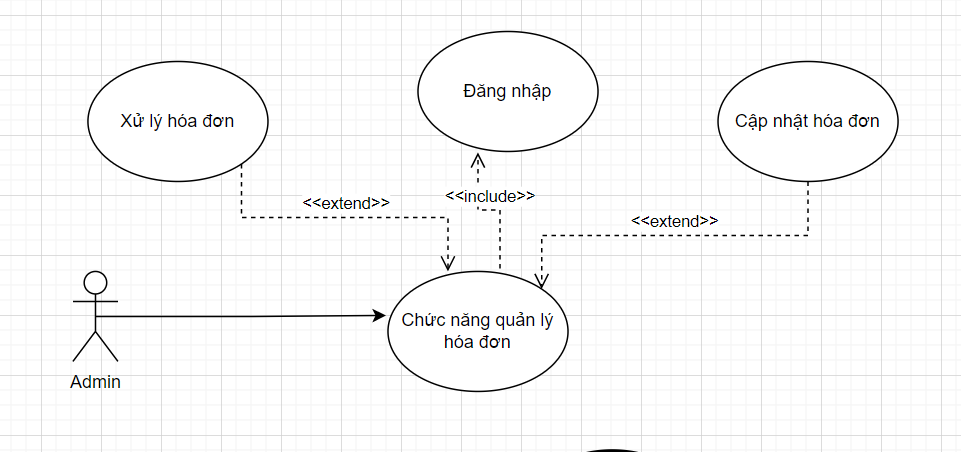 Đăng nhập
Xử lý hóa đơn
Cập nhật hóa đơn
<<include>>
<<extend>>
<<extend>>
Chức năng quản lý
hóa đơn
Admin